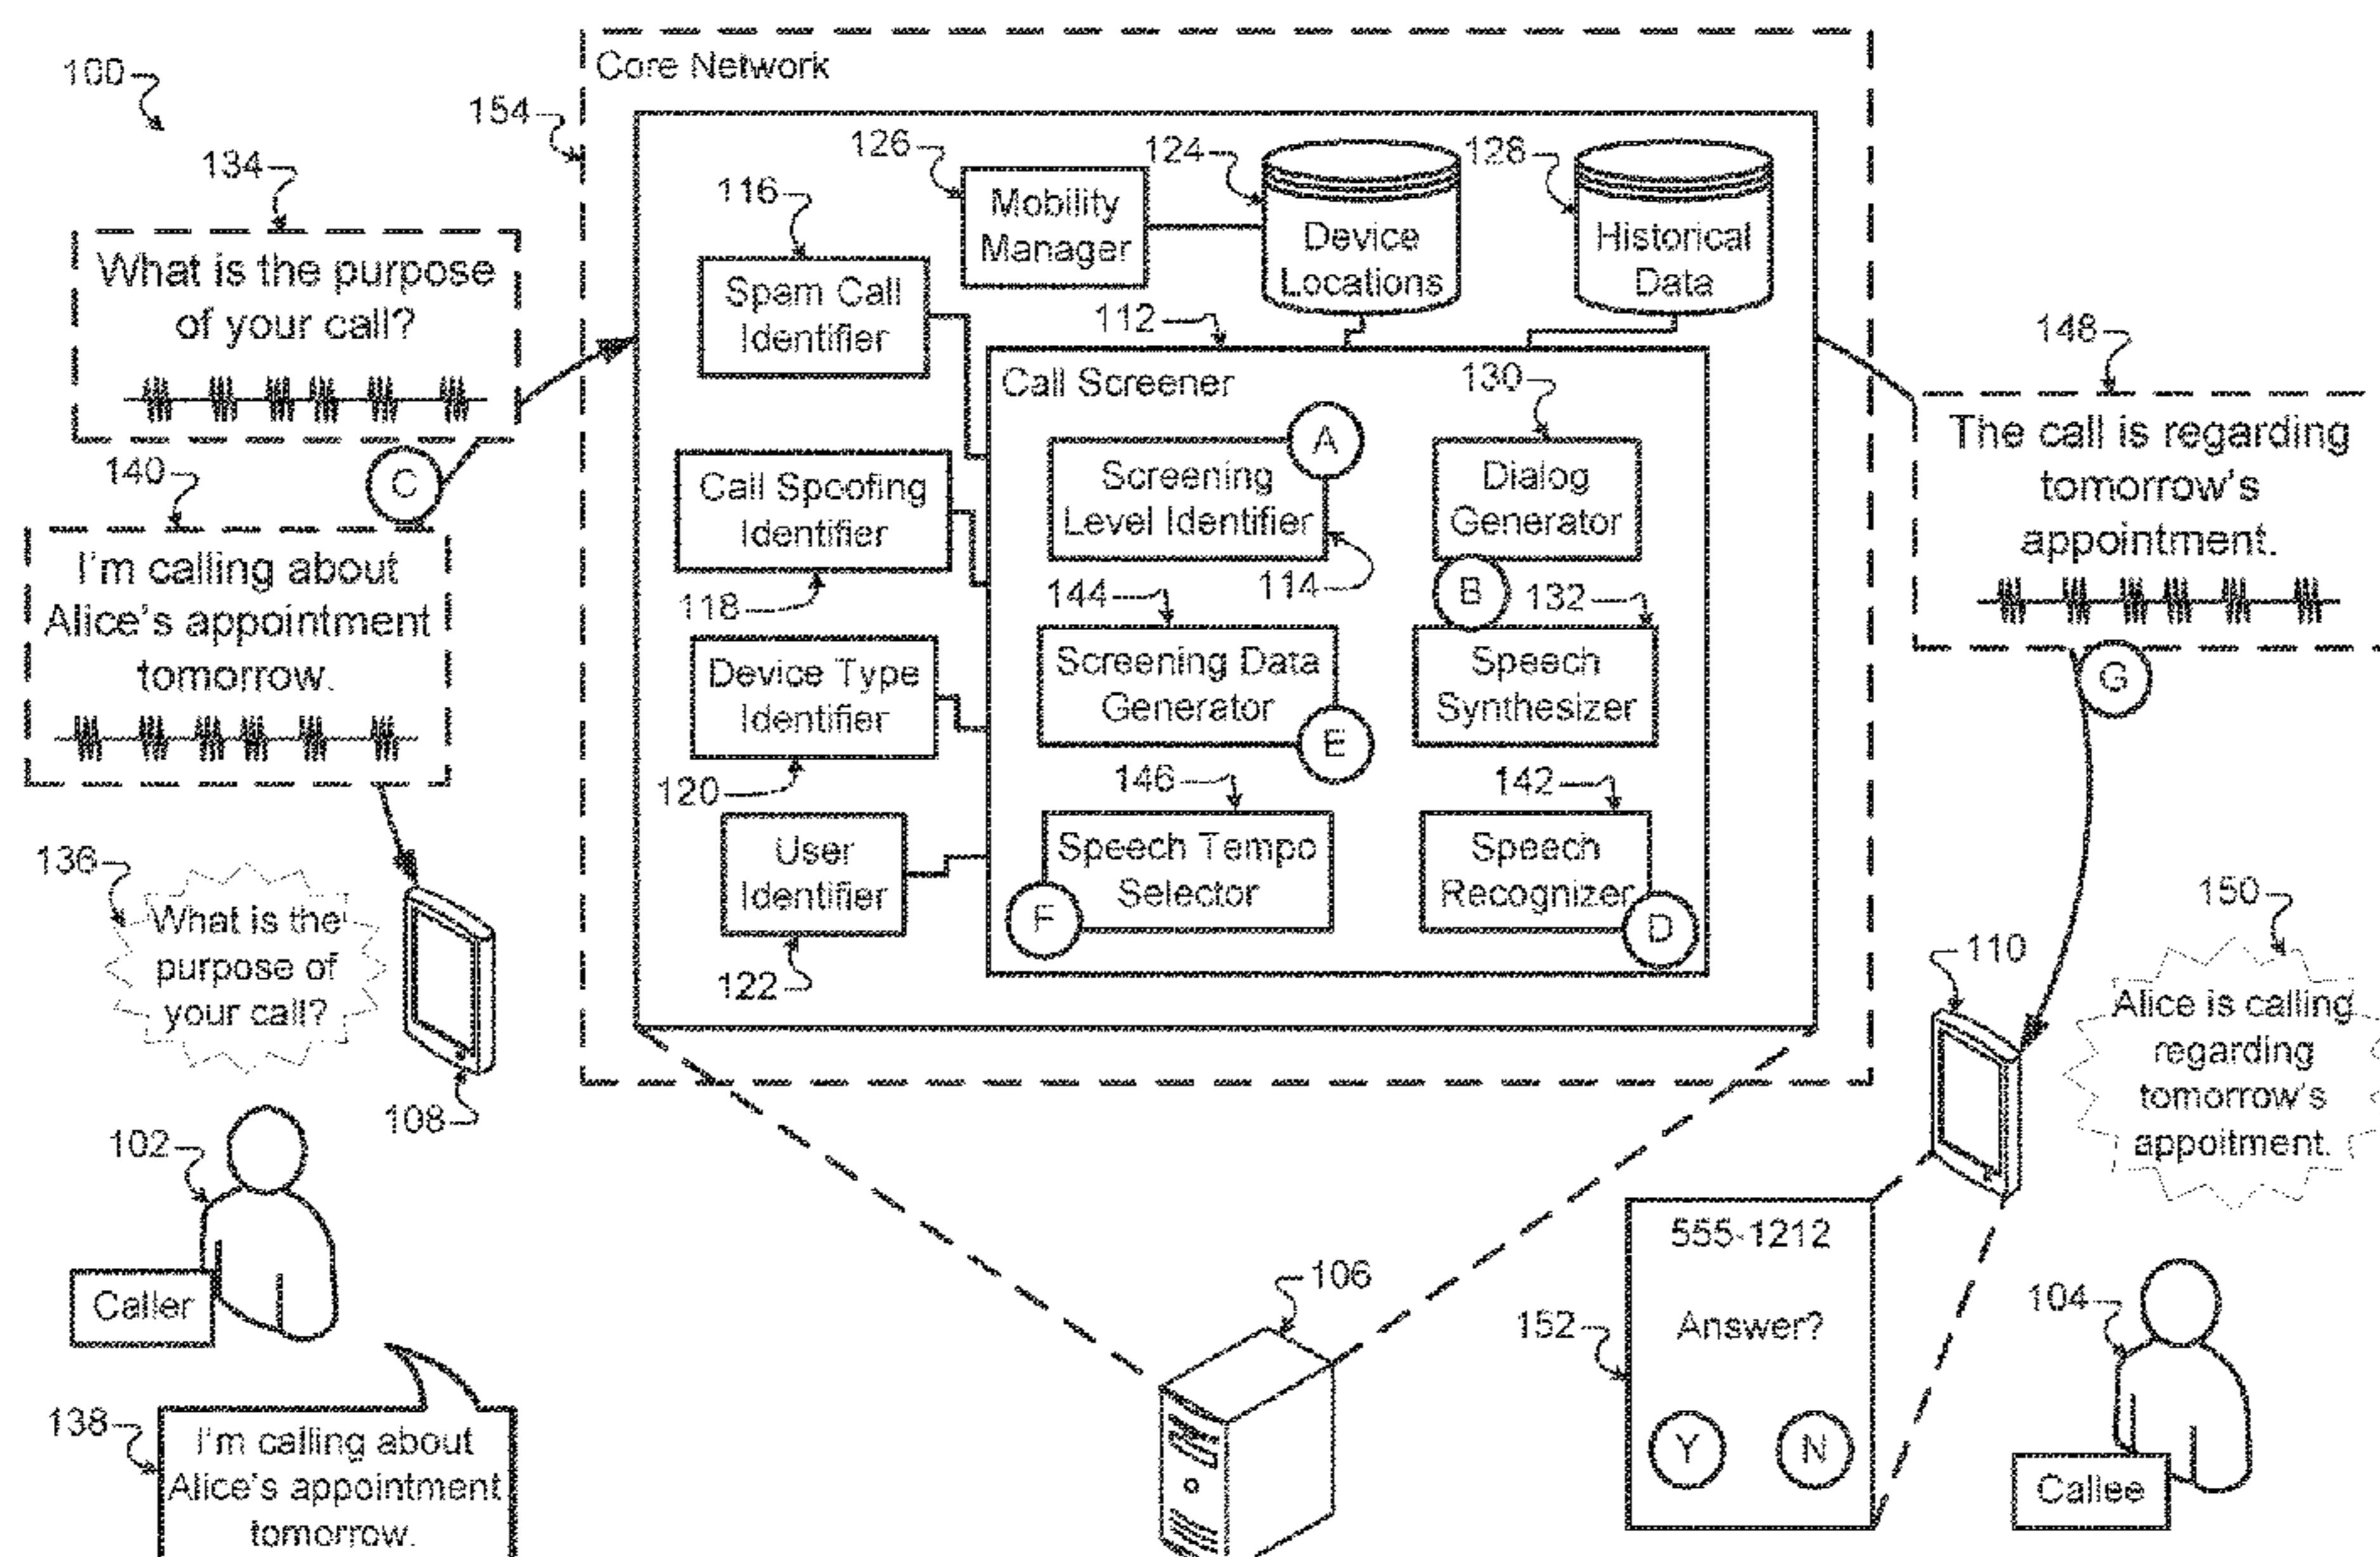 100
134
What is the purpose
of your call?
C
140
I'm calling about
Alice's appointment
tomorrow.
136
What is the
purpose of
your call?
108
102
Caller
138
I'm calling about
Alice's appointment
tomorrow.
154
Core Network
116
Spam Call
Identifier
126
Mobility
Manager
124
Device
Locations
128
Historical
Data
Call Spoofing
Identifier
118
Device Type
Identifier
120
User
Identifier
122
112
Call Screener
A
Screening
Level Identifier
114
130
Dialog
Generator
B
144
Screening Data
Generator
E
132
Speech
Synthesizer
146
Speech Tempo
Selector
F
142
Speech
Recognizer
D
106
148
The call is regarding
tomorrow's
appointment.
G
110
150
Alice is calling
regarding
tomorrow's
appoitment.
152
555-1212
Answer?
Y N
104
Callee